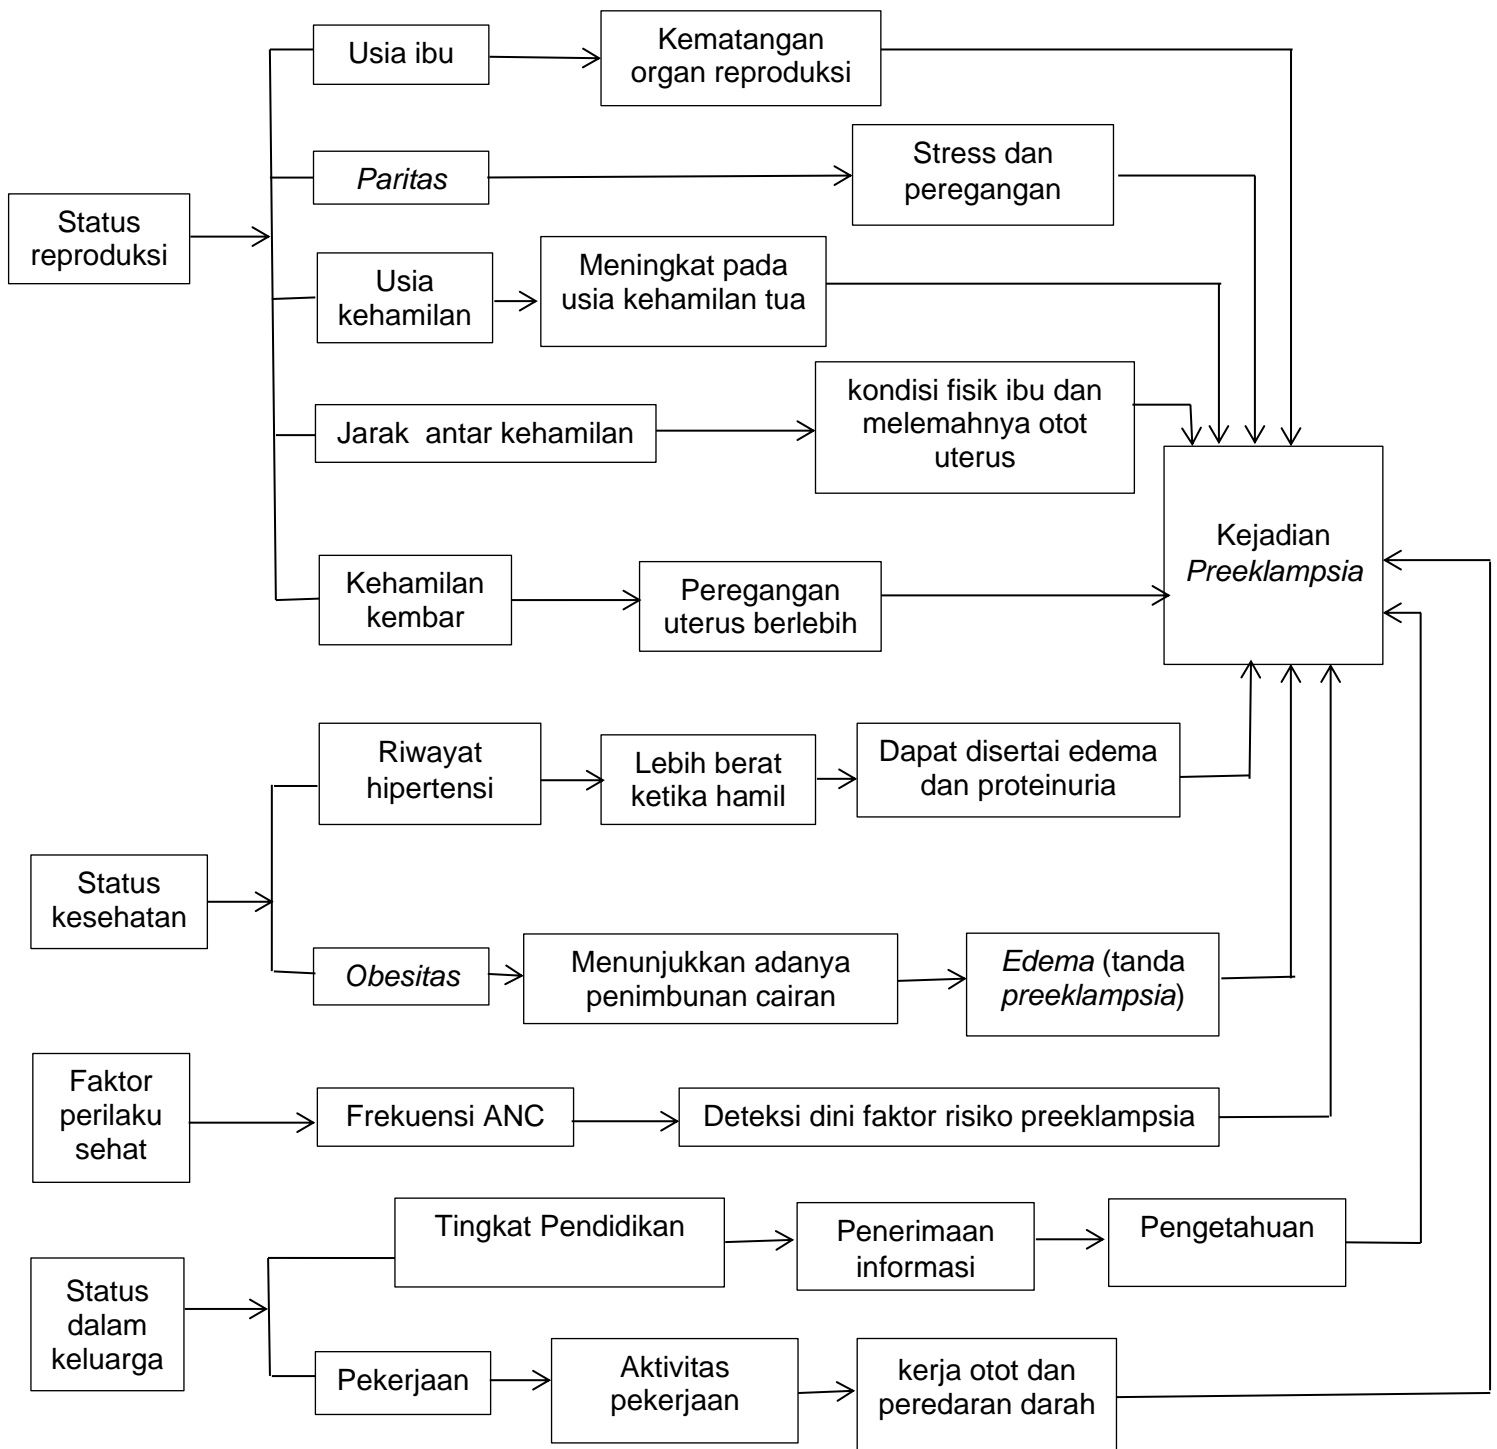 Usia ibu
Kematangan
organ reproduksi
Paritas
Stress dan
peregangan
Status
reproduksi
Usia
kehamilan
Meningkat pada
usia kehamilan tua
Jarak  antar kehamilan
kondisi fisik ibu dan
melemahnya otot
uterus
Kejadian
Preeklampsia
Kehamilan
kembar
Peregangan
uterus berlebih
Riwayat
hipertensi
Lebih berat
ketika hamil
Dapat disertai edema
dan proteinuria
Status
kesehatan
Obesitas
Menunjukkan adanya
penimbunan cairan
Edema (tanda
preeklampsia)
Faktor
perilaku
sehat
Frekuensi ANC
Deteksi dini faktor risiko preeklampsia
Tingkat Pendidikan
Penerimaan
informasi
Pengetahuan
Status
dalam
keluarga
Pekerjaan
Aktivitas
pekerjaan
kerja otot dan
peredaran darah